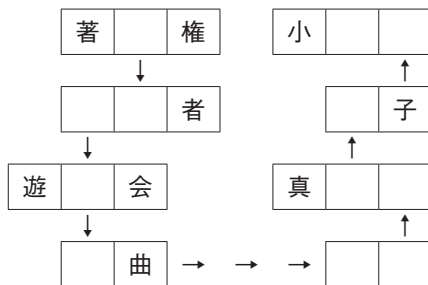 著 権 小
者 子
遊 会 真
曲